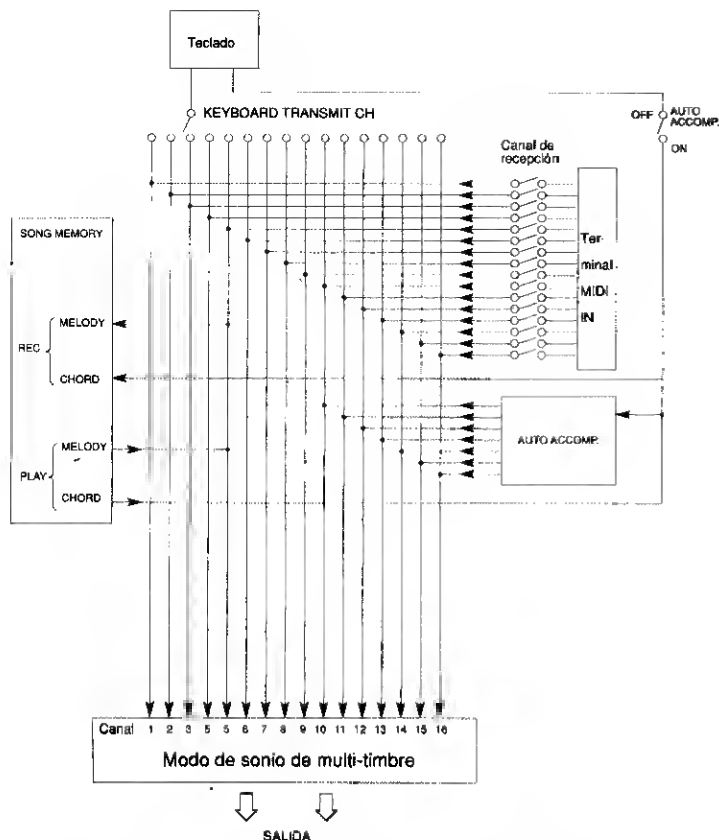 Teclado
KEYBOARD TRANSMIT CH
OFF
AUTO
ACCOMP.
ON
Canal de
recepción
SONG MEMORY
Ter-
minal
MIDI
IN
MELODY
REC
CHORD
MELODY
PLAY
CHORD
AUTO ACCOMP.
Canal 1 2 3 5 5 6 7 8 9 10 11 12 13 14 15 16
Modo de sonio de multi-timbre
SALIDA